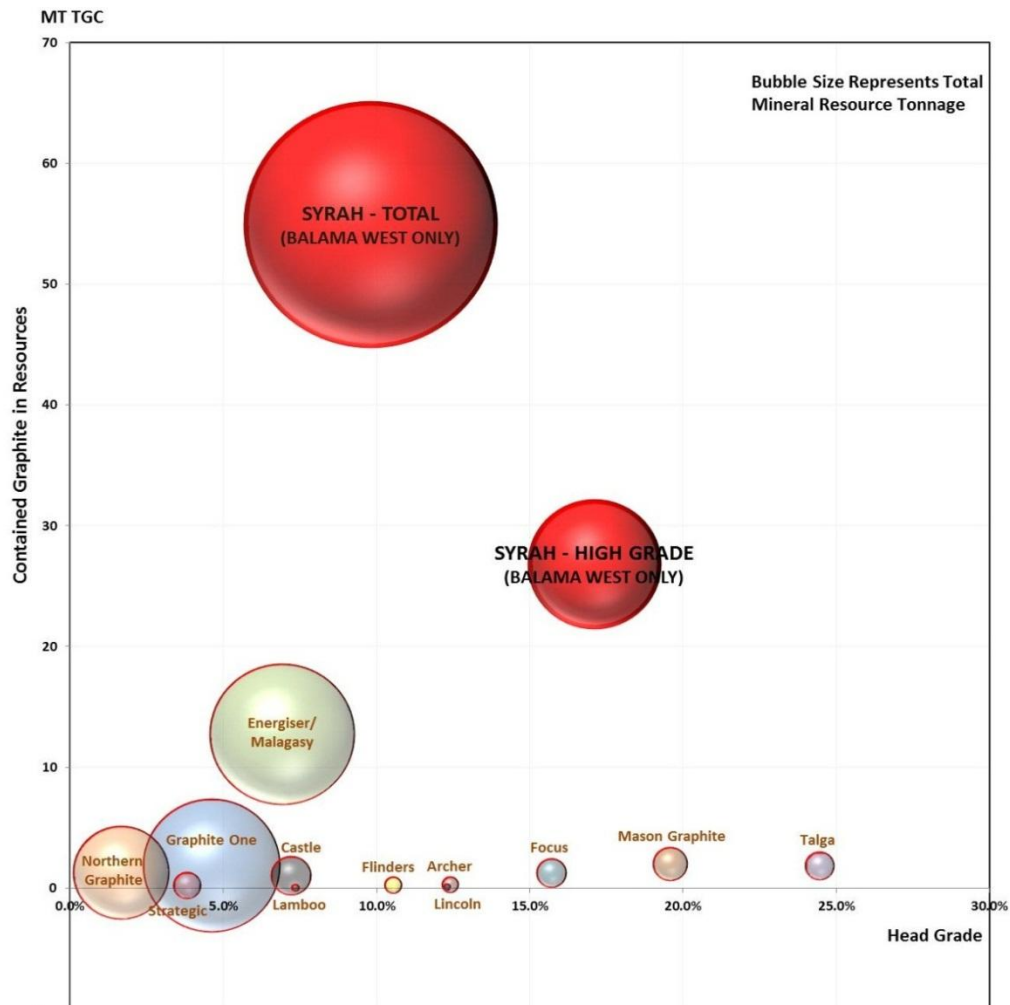 MT TGC
70
Bubble Size Represents Total
Mineral Resource Tonnage
60
SYRAH - TOTAL
(BALAMA WEST ONLY)
50
40
Contained Graphite in Resources
30
SYRAH - HIGH GRADE
(BALAMA WEST ONLY)
20
Energiser/
Malagasy
10
Graphite One
Castle
Mason Graphite
Talga
Northern
Graphite
Flinders
Archer
Focus
0
Strategic
Lamboo
Lincoln
0.0%
5.0%
10.0%
15.0%
20.0%
25.0%
30.0%
Head Grade